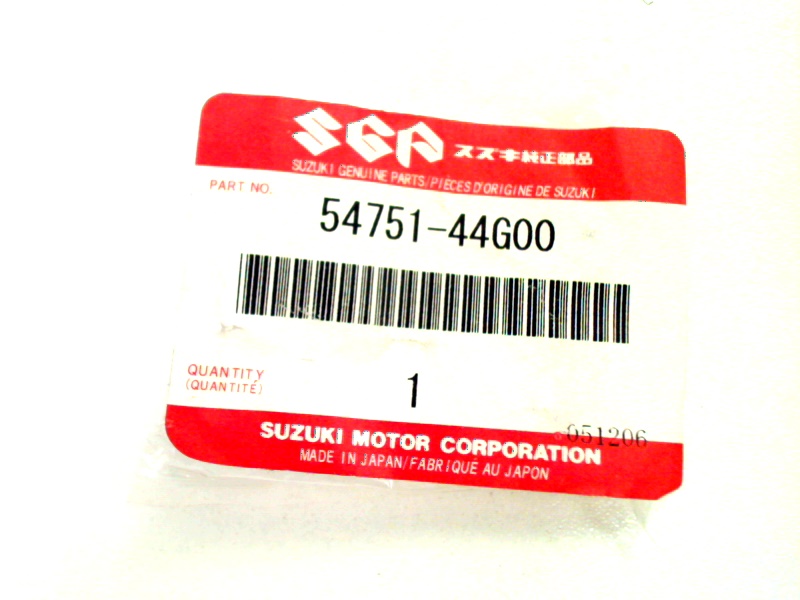 SGP スズキ純正部品
SUZUKI GENUINE PARTS/PIÈCES D'ORIGINE DE SUZUKI
PART NO.
54751-44G00
QUANTITY
(QUANTITÉ)
1
051206
SUZUKI MOTOR CORPORATION
MADE IN JAPAN/FABRIQUÉ AU JAPON